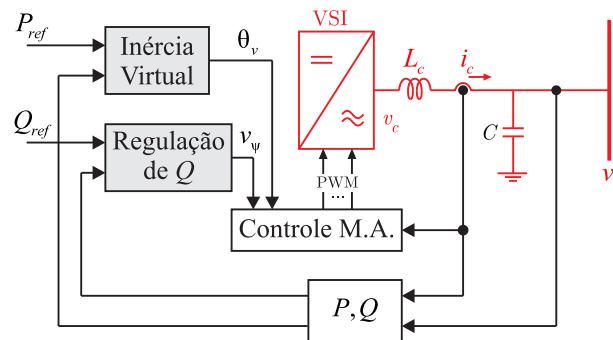 P_ref
Inércia
Virtual
θ_v
VSI
L_c
i_c
v_c
C
v
Q_ref
Regulação
de Q
v_ψ
PWM
...
Controle M.A.
P, Q